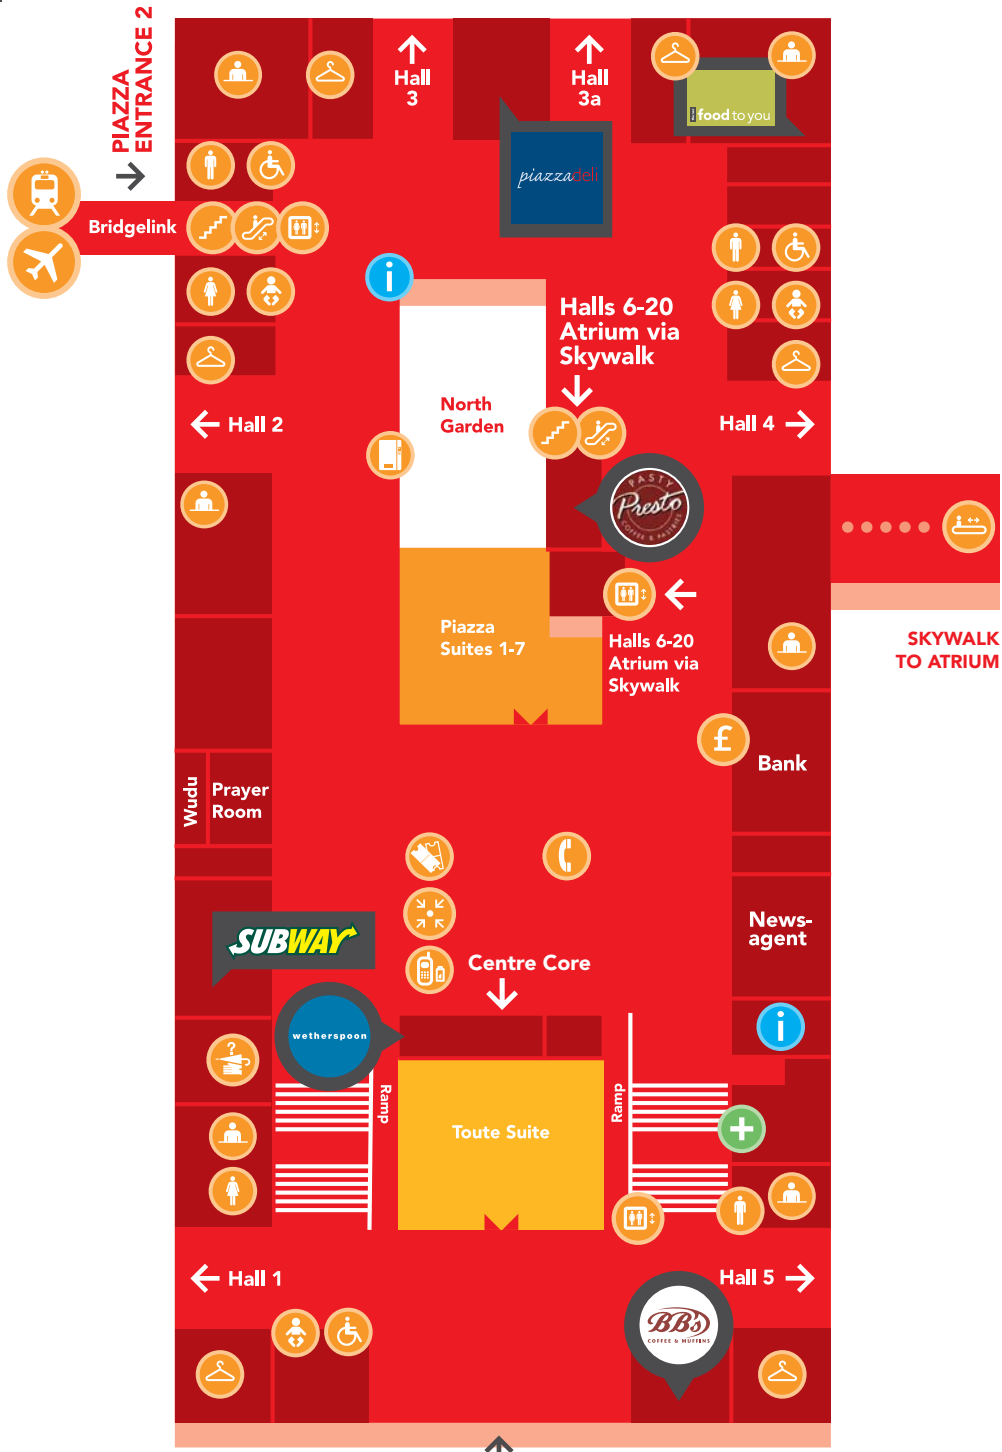 PIAZZA
ENTRANCE 2
Hall
3
Hall
3a
food to you
piazzadeli
Bridgelink
i
Halls 6-20
Atrium via
Skywalk
North
Garden
Hall 2
Hall 4
PASTY
Presto
COFFEE & PASTRIES
Piazza
Suites 1-7
Halls 6-20
Atrium via
Skywalk
SKYWALK
TO ATRIUM
£
Bank
Wudu
Prayer
Room
News-
agent
SUBWAY
Centre Core
i
wetherspoon
?
Ramp
Ramp
Toute Suite
Hall 1
Hall 5
BB's
COFFEE & MUFFINS